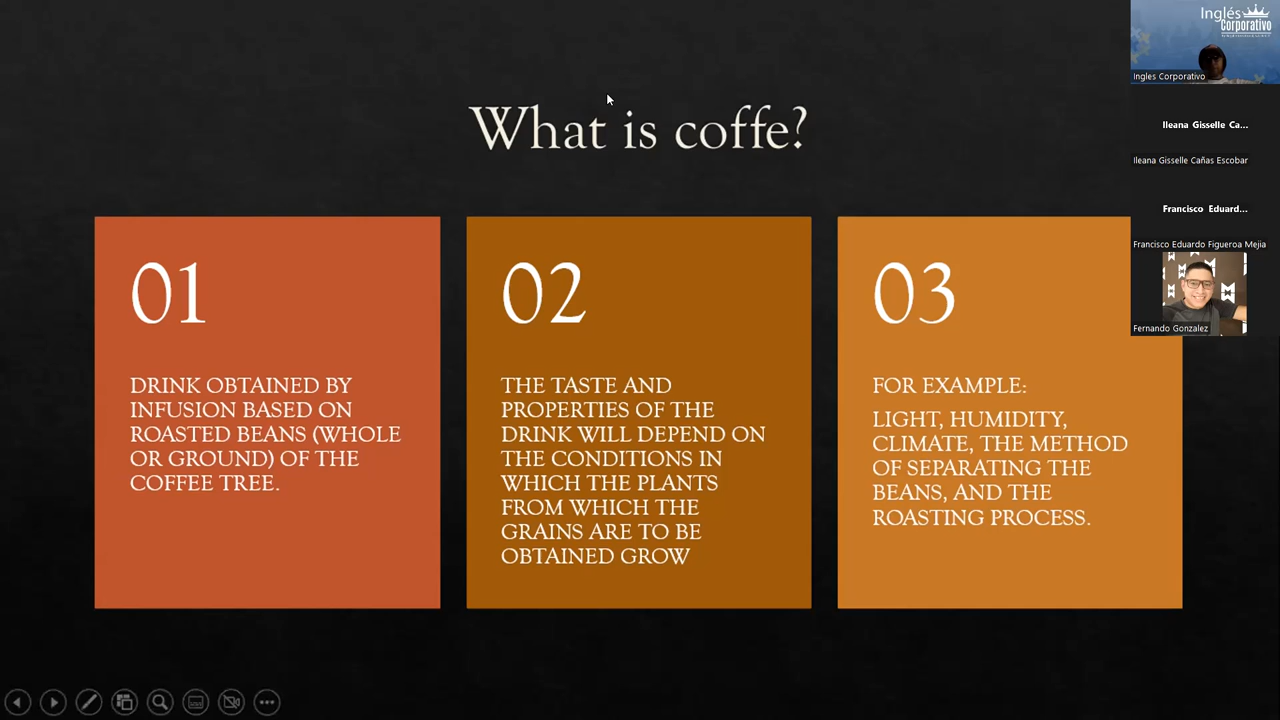 What is coffe?
01
DRINK OBTAINED BY
INFUSION BASED ON
ROASTED BEANS (WHOLE
OR GROUND) OF THE
COFFEE TREE.
02
THE TASTE AND
PROPERTIES OF THE
DRINK WILL DEPEND ON
THE CONDITIONS IN
WHICH THE PLANTS
FROM WHICH THE
GRAINS ARE TO BE
OBTAINED GROW
03
FOR EXAMPLE:
LIGHT, HUMIDITY,
CLIMATE, THE METHOD
OF SEPARATING THE
BEANS, AND THE
ROASTING PROCESS.
Inglés
Corporativo
Ingles Corporativo
Ileana Gisselle Ca...
Ileana Gisselle Cañas Escobar
Francisco Eduard...
Francisco Eduardo Figueroa Mejia
Fernando Gonzalez